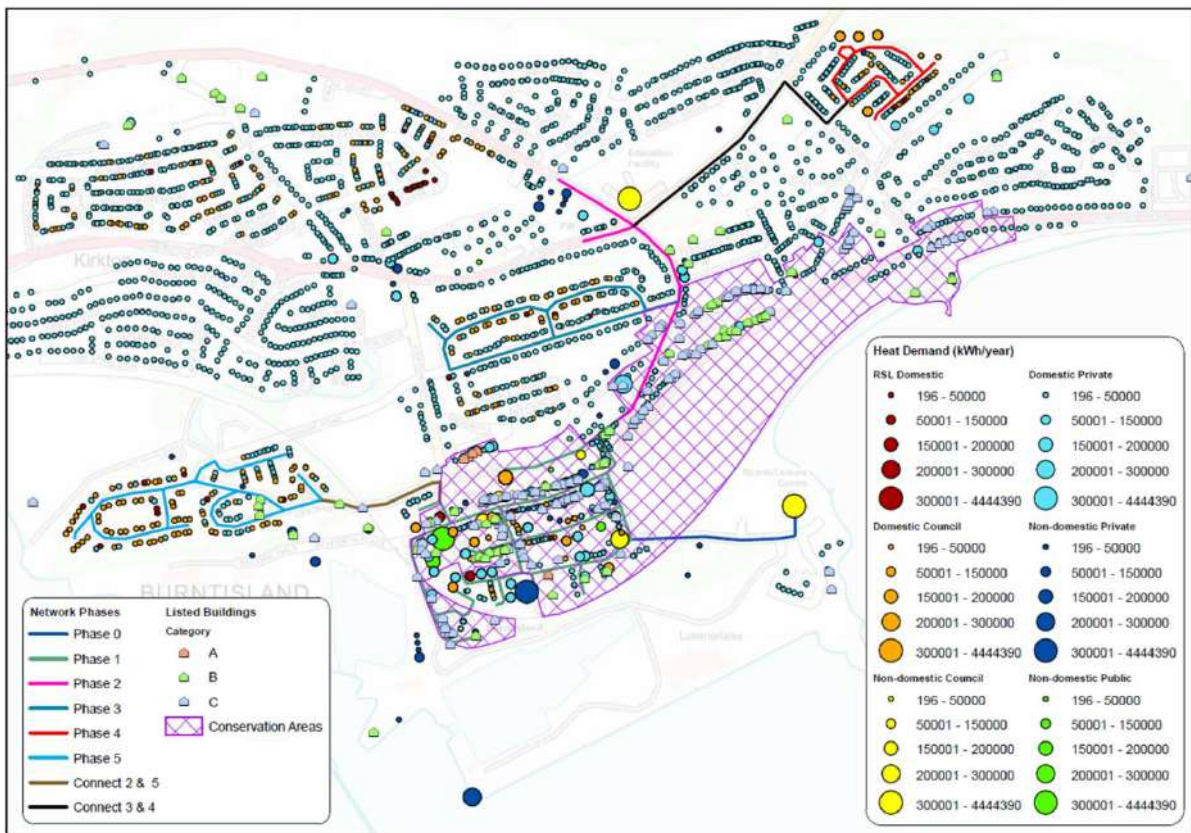 Education
Facility
PW
Kirkton
BURNTISLAND
Heat Demand (kWh/year)
RSL Domestic
196 - 50000
50001 - 150000
150001 - 200000
200001 - 300000
300001 - 4444390
Domestic Private
196 - 50000
50001 - 150000
150001 - 200000
200001 - 300000
300001 - 4444390
Domestic Council
196 - 50000
50001 - 150000
150001 - 200000
200001 - 300000
300001 - 4444390
Non-domestic Private
196 - 50000
50001 - 150000
150001 - 200000
200001 - 300000
300001 - 4444390
Non-domestic Council
196 - 50000
50001 - 150000
150001 - 200000
200001 - 300000
300001 - 4444390
Non-domestic Public
196 - 50000
50001 - 150000
150001 - 200000
200001 - 300000
300001 - 4444390
Network Phases
Phase 0
Phase 1
Phase 2
Phase 3
Phase 4
Phase 5
Connect 2 & 5
Connect 3 & 4
Listed Buildings
Category
A
B
C
Conservation Areas